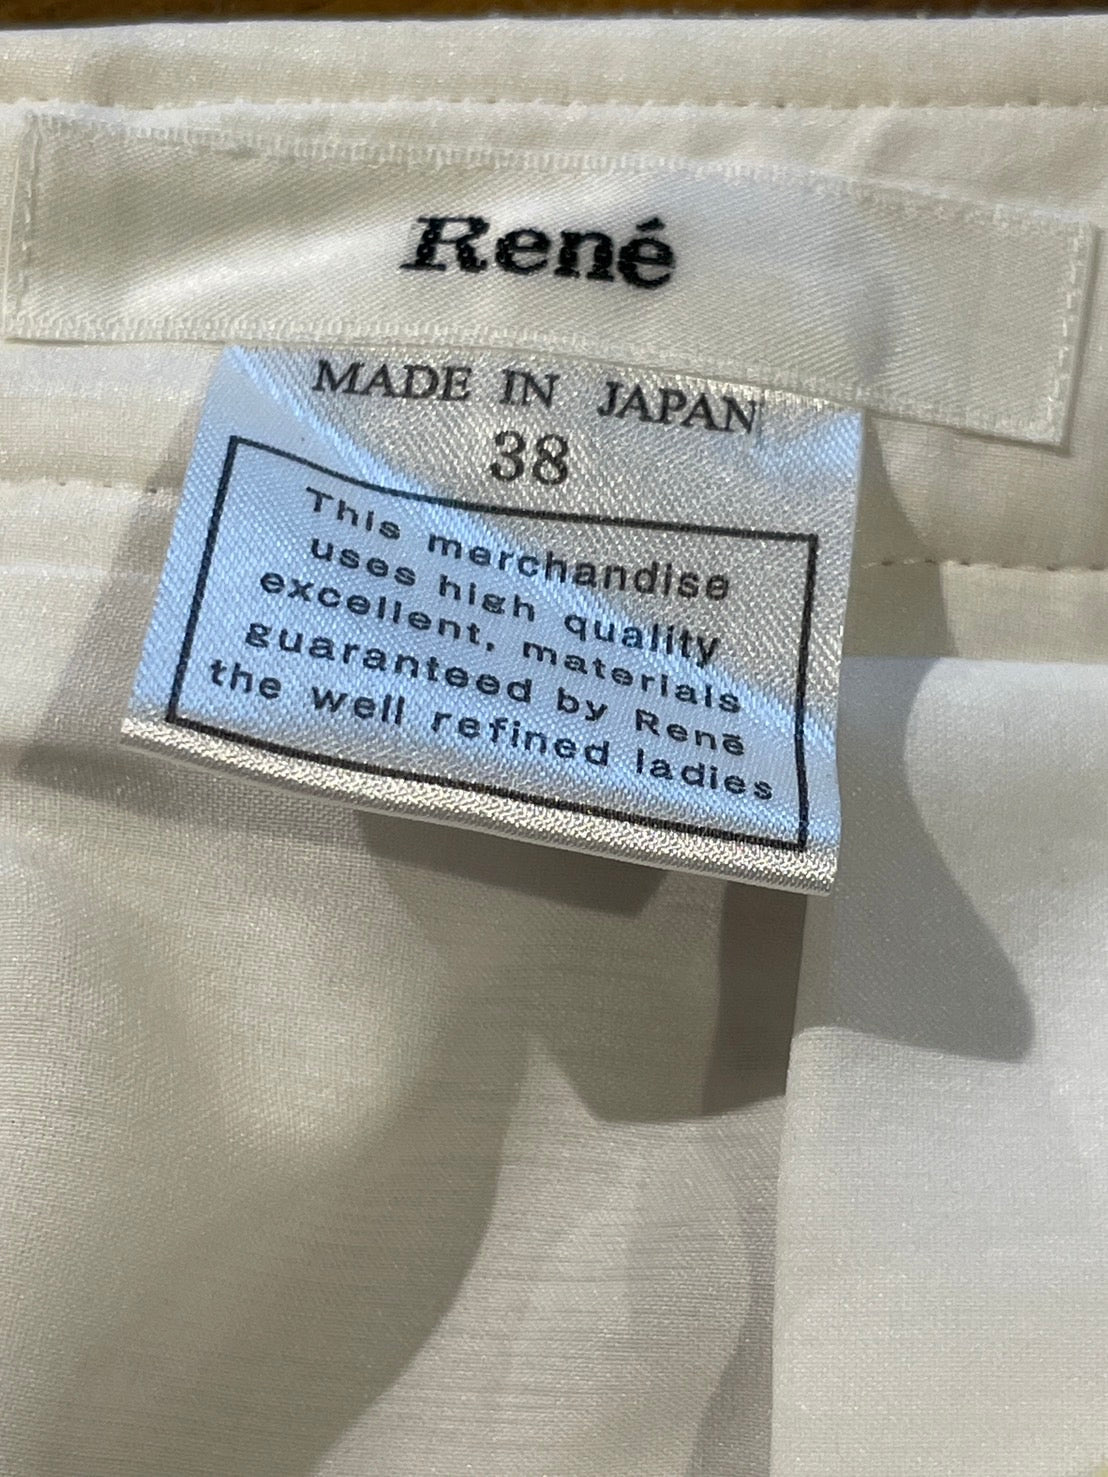 René
MADE IN JAPAN
38
This merchandise
uses high quality
excellent, materials
guaranteed by Renē
the well refined ladies